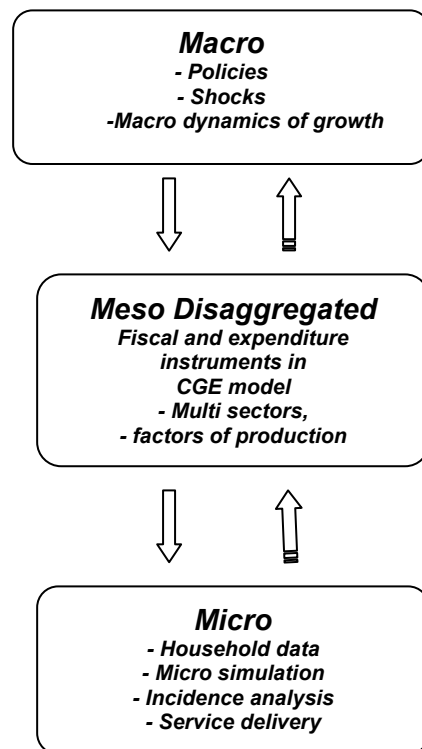 Macro
- Policies
- Shocks
-Macro dynamics of growth
Meso Disaggregated
Fiscal and expenditure
instruments in
CGE model
- Multi sectors,
- factors of production
Micro
- Household data
- Micro simulation
- Incidence analysis
- Service delivery